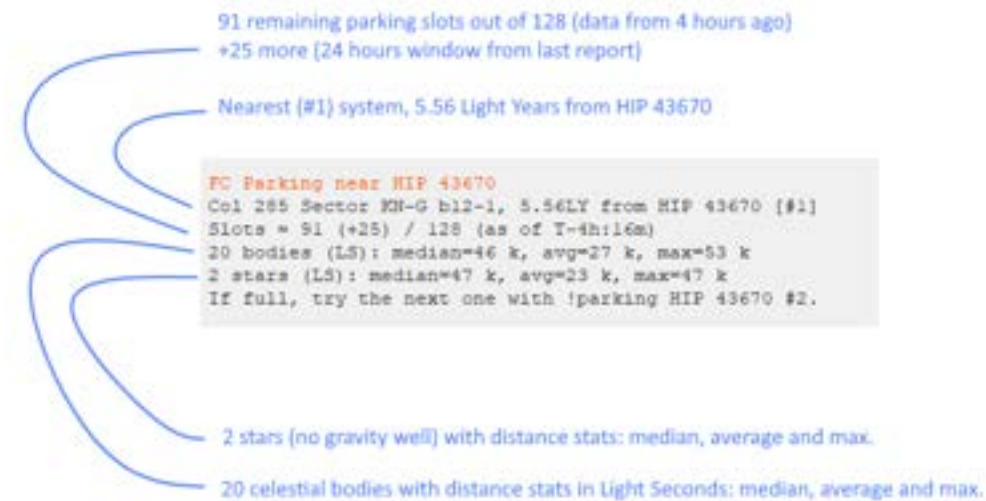 91 remaining parking slots out of 128 (data from 4 hours ago)
+25 more (24 hours window from last report)
Nearest (#1) system, 5.56 Light Years from HIP 43670
FC Parking near HIP 43670
Col 285 Sector KN-G b12-1, 5.56LY from HIP 43670 [#1]
Slots ≈ 91 (+25) / 128 (as of T-4h:16m)
20 bodies (LS): median=46 k, avg=27 k, max=53 k
2 stars (LS): median=47 k, avg=23 k, max=47 k
If full, try the next one with !parking HIP 43670 #2.
2 stars (no gravity well) with distance stats: median, average and max.
20 celestial bodies with distance stats in Light Seconds: median, average and max.